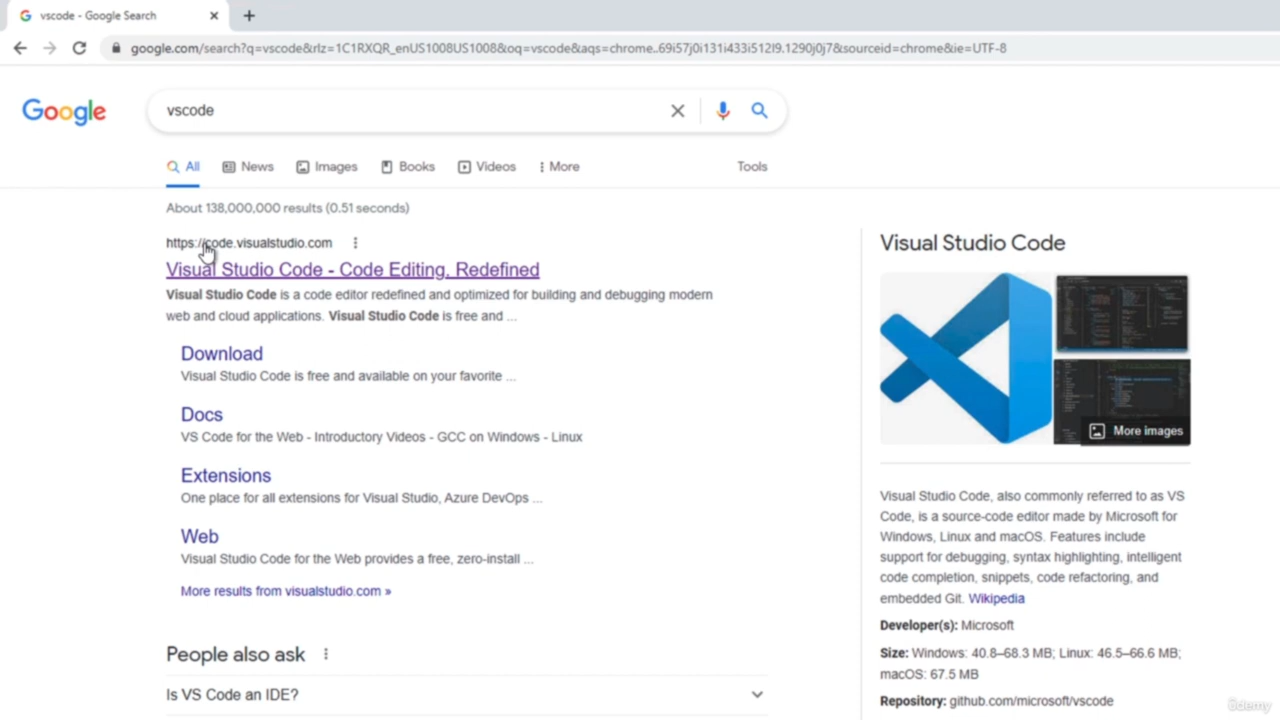 vscode - Google Search
google.com/search?q=vscode&rlz=1C1RXQR_enUS1008US1008&oq=vscode&aqs=chrome..69i57j0i131i433i512l9.1290j0j7&sourceid=chrome&ie=UTF-8
Google
vscode
All News Images Books Videos More Tools
About 138,000,000 results (0.51 seconds)
https://code.visualstudio.com
Visual Studio Code - Code Editing. Redefined
Visual Studio Code is a code editor redefined and optimized for building and debugging modern
web and cloud applications. Visual Studio Code is free and ...
Download
Visual Studio Code is free and available on your favorite ...
Docs
VS Code for the Web - Introductory Videos - GCC on Windows - Linux
Extensions
One place for all extensions for Visual Studio, Azure DevOps ...
Web
Visual Studio Code for the Web provides a free, zero-install ...
More results from visualstudio.com »
People also ask
Is VS Code an IDE?
Visual Studio Code
More images
Visual Studio Code, also commonly referred to as VS
Code, is a source-code editor made by Microsoft for
Windows, Linux and macOS. Features include
support for debugging, syntax highlighting, intelligent
code completion, snippets, code refactoring, and
embedded Git. Wikipedia
Developer(s): Microsoft
Size: Windows: 40.8–68.3 MB; Linux: 46.5–66.6 MB;
macOS: 67.5 MB
Repository: github.com/microsoft/vscode
ûdemy